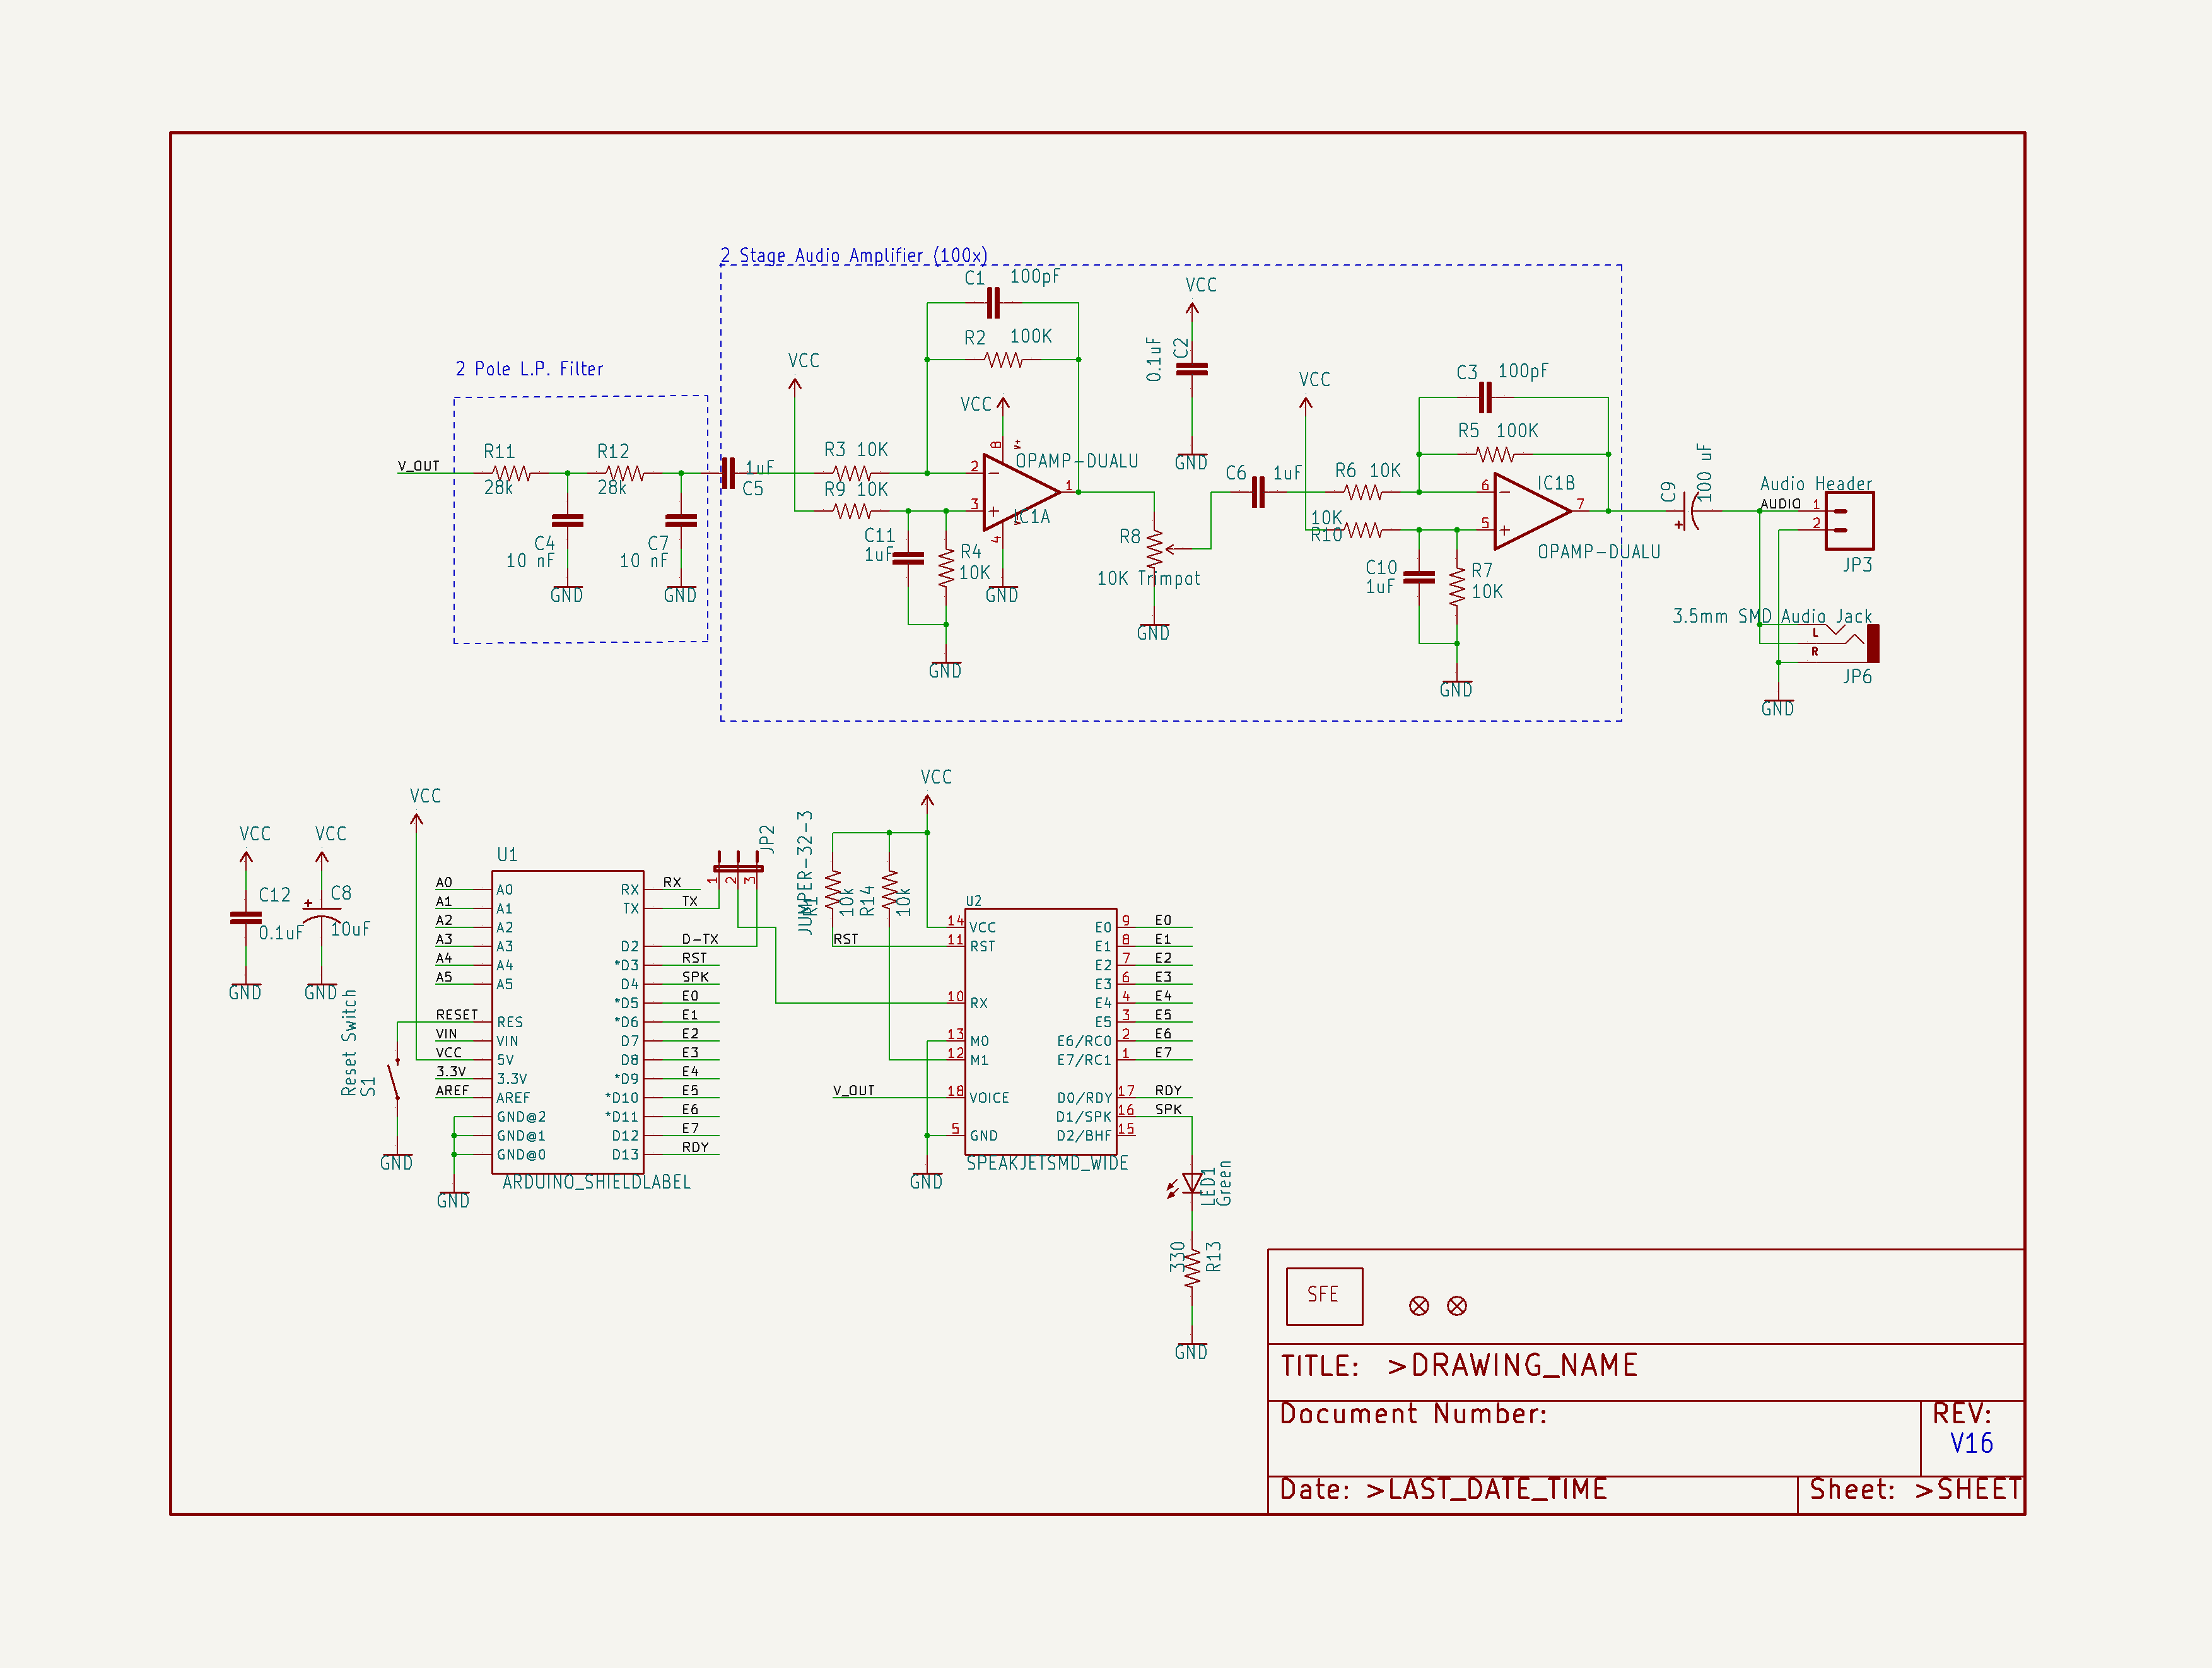 2 Stage Audio Amplifier (100x)
C1 100pF
VCC
R2 100K
0.1uF C2
VCC
2 Pole L.P. Filter
VCC
C3 100pF
VCC
R11
R12
R3 10K
8 V+
OPAMP-DUALU
R5 100K
GND
V_OUT
28k
28k
1uF
C5
R9 10K
2
3
1
C6 1uF
R6 10K
6
5
7
IC1B
C9
100 uF
Audio Header
AUDIO
1
2
JP3
10K
R10
IC1A
4
C4
10 nF
C7
10 nF
C11
1uF
R4
10K
R8
10K Trimpot
OPAMP-DUALU
C10
1uF
R7
10K
GND
GND
GND
GND
GND
GND
3.5mm SMD Audio Jack
L
R
JP6
GND
VCC
VCC
VCC
VCC
C12
0.1uF
C8
10uF
GND
GND
U1
A0 A0 RX RX
A1 A1 TX TX
A2 A2
A3 A3 D2 D-TX
A4 A4 *D3 RST
A5 A5 D4 SPK
*D5 E0
RESET RES *D6 E1
VIN VIN D7 E2
VCC 5V D8 E3
3.3V 3.3V *D9 E4
AREF AREF *D10 E5
GND@2 *D11 E6
GND@1 D12 E7
GND@0 D13 RDY
ARDUINO_SHIELDLABEL
Reset Switch
S1
GND
GND
JP2
1 2 3
JUMPER-32-3
R1
10k
R14
10k
U2
14 VCC E0 9 E0
RST 11 RST E1 8 E1
E2 7 E2
E3 6 E3
10 RX E4 4 E4
E5 3 E5
13 M0 E6/RC0 2 E6
12 M1 E7/RC1 1 E7
V_OUT 18 VOICE D0/RDY 17 RDY
D1/SPK 16 SPK
5 GND D2/BHF 15
SPEAKJETSMD_WIDE
GND
LED1
Green
330
R13
GND
SFE
TITLE: >DRAWING_NAME
Document Number:
REV:
V16
Date: >LAST_DATE_TIME
Sheet: >SHEET